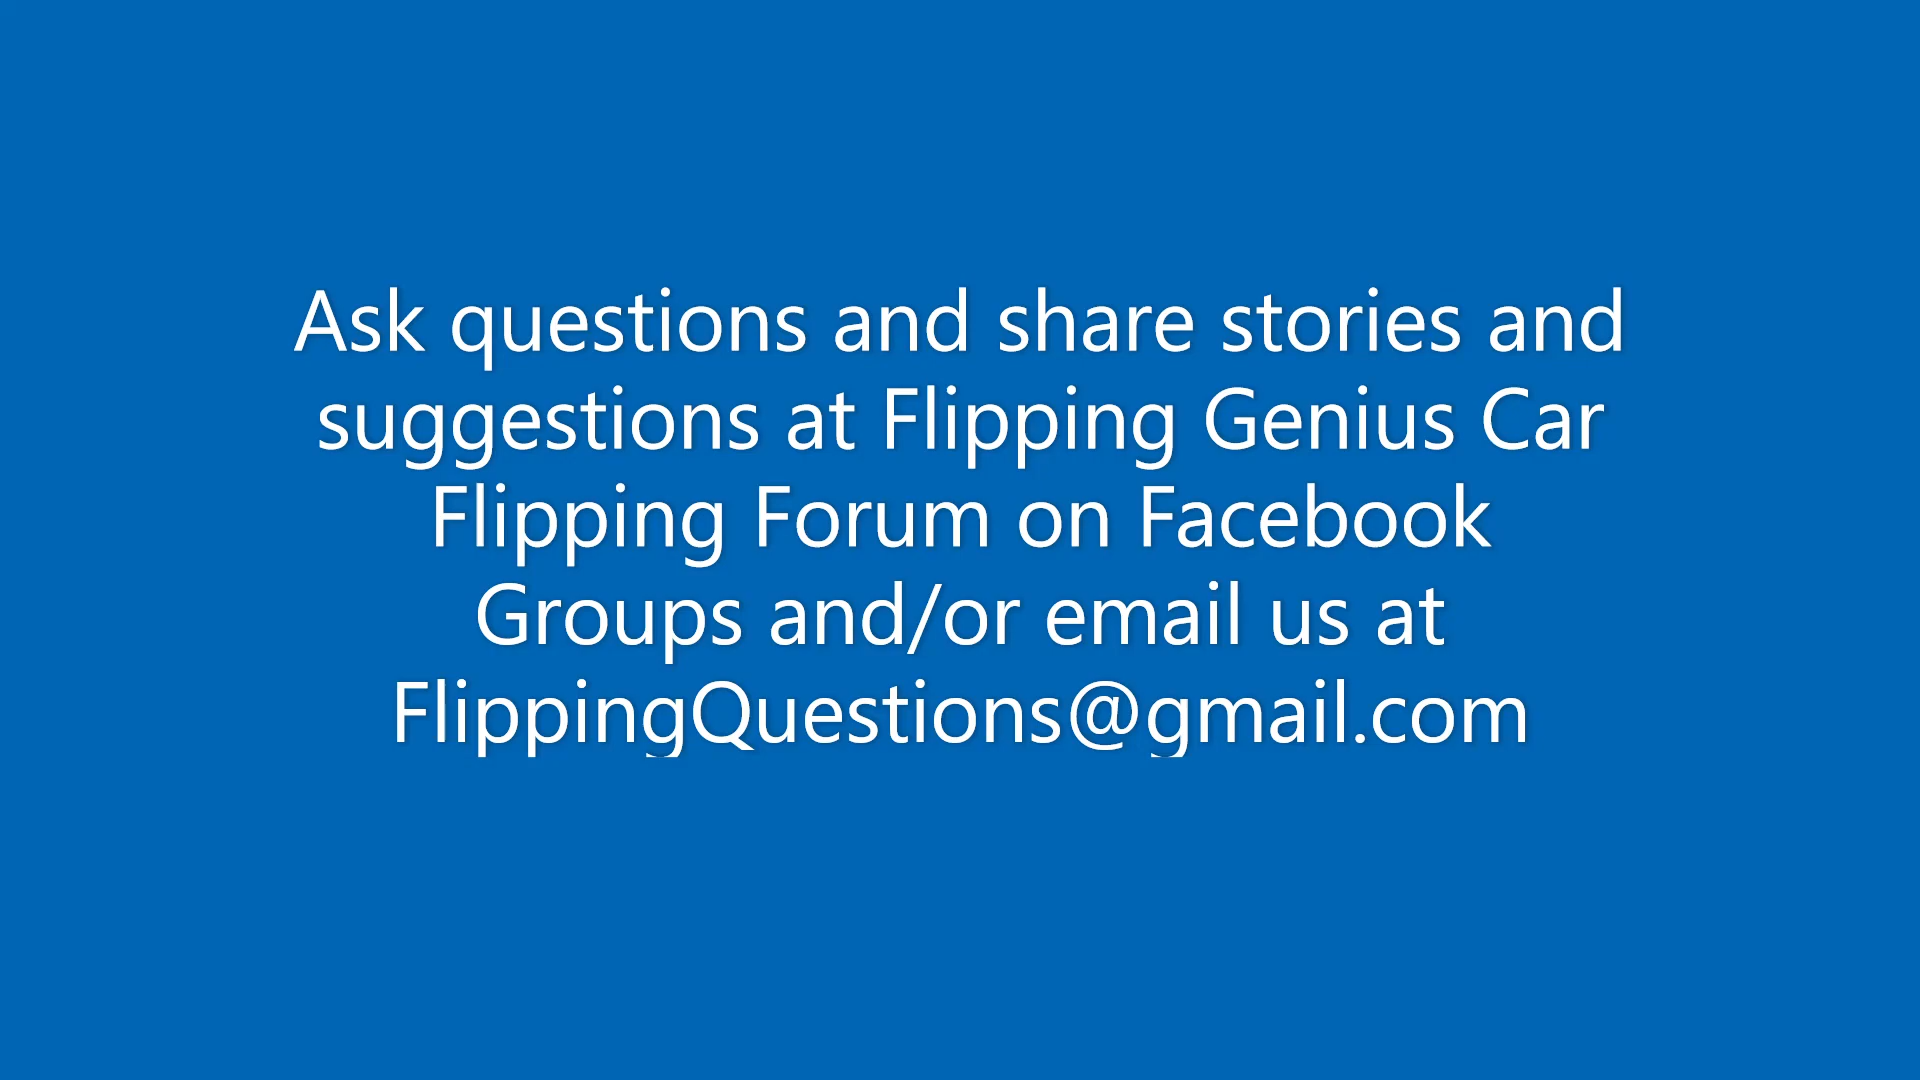 Ask questions and share stories and
suggestions at Flipping Genius Car
Flipping Forum on Facebook
Groups and/or email us at
FlippingQuestions@gmail.com